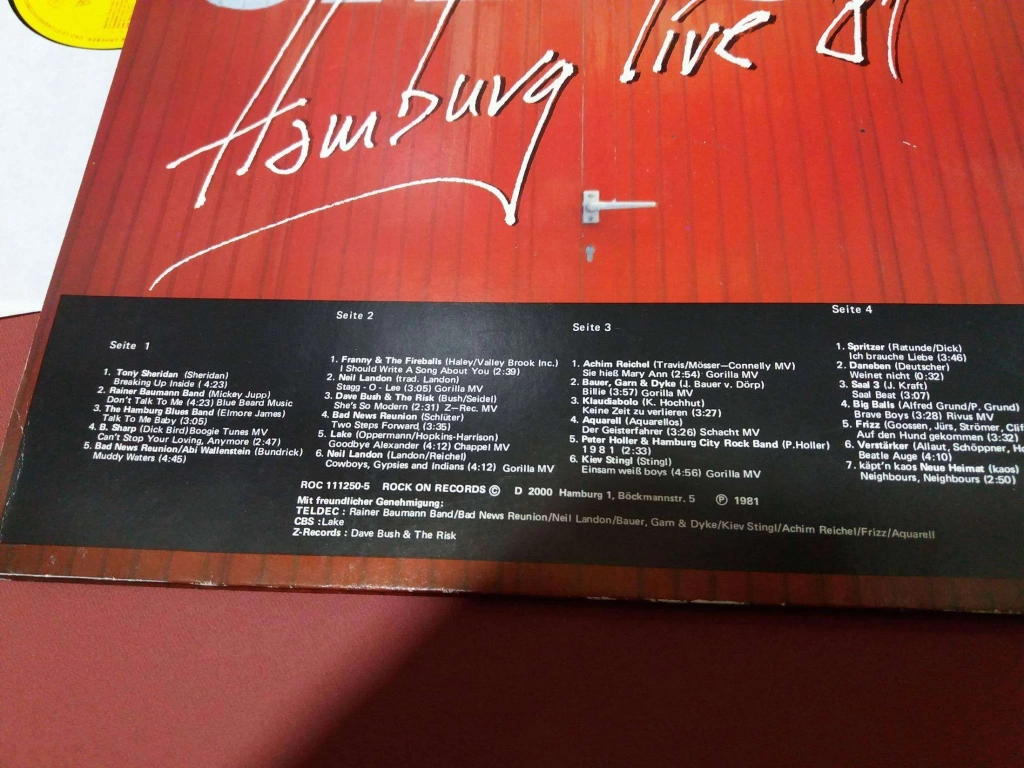 Hamburg live '81
Seite 1
1. Tony Sheridan (Sheridan)
Breaking Up Inside (4:23)
2. Rainer Baumann Band (Mickey Jupp)
Don't Talk To Me (4:23) Blue Beard Music
3. The Hamburg Blues Band (Elmore James)
Talk To Me Baby (3:05)
4. B. Sharp (Dick Bird) Boogie Tunes MV
Can't Stop Your Loving, Anymore (2:47)
5. Bad News Reunion/Abi Wallenstein (Bundrick)
Muddy Waters (4:45)
Seite 2
1. Franny & The Fireballs (Haley/Valley Brook Inc.)
I Should Write A Song About You (2:39)
2. Neil Landon (trad. Landon)
Stagg - O - Lee (3:05) Gorilla MV
3. Dave Bush & The Risk (Bush/Seidel)
She's So Modern (2:31) Z—Rec. MV
4. Bad News Reunion (Schlüter)
Two Steps Forward, (3:35)
5. Lake (Oppermann/Hopkins-Harrison)
Goodbye Alexander (4:12) Chappel MV
6. Neil Landon (Landon/Reichel)
Cowboys, Gypsies and Indians (4:12) Gorilla MV
Seite 3
1. Achim Reichel (Travis/Möser—Connelly MV)
Sie hieß Mary Ann (2:54) Gorilla MV
2. Bauer, Garn & Dyke (J. Bauer v. Dörp)
Billie (3:57) Gorilla MV
3. Klaudiabolo (K. Hochhut)
Keine Zeit zu verlieren (3:27)
4. Aquarell (Aquarellos)
Der Geisterfahrer (3:26) Schacht MV
5. Peter Holler & Hamburg City Rock Band (P.Holler)
1 9 8 1 (2:33)
6. Kiev Stingl (Stingl)
Einsam weiß boys (4:56) Gorilla MV
Seite 4
1. Spritzer (Ratunde/Dick)
Ich brauche Liebe (3:46)
2. Daneben (Deutscher)
Weinet nicht (0:32)
3. Saal 3 (J. Kraft)
Saal Beat (3:07)
4. Big Balls (Alfred Grund/P. Grund)
Brave Boys (3:28) Rivus MV
5. Frizz (Goossen, Jürs, Strömer, Clif
Auf den Hund gekommen (3:32)
6. Verstärker (Allaut, Schöppner, Ho
Beatle Auge (4:10)
7. käpt'n kaos Neue Heimat (kaos)
Neighbours, Neighbours (2:50)
ROC 111250-5 ROCK ON RECORDS © D 2000 Hamburg 1, Böckmannstr. 5 ℗ 1981
Mit freundlicher Genehmigung:
TELDEC : Rainer Baumann Band/Bad News Reunion/Neil Landon/Bauer, Garn & Dyke/Kiev Stingl/Achim Reichel/Frizz/Aquarell
CBS : Lake
Z-Records : Dave Bush & The Risk